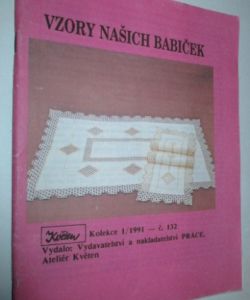 VZORY NAŠICH BABIČEK
Květen
Kolekce 1/1991 — č. 132
Vydalo: Vydavatelství a nakladatelství PRÁCE,
Ateliér Květen